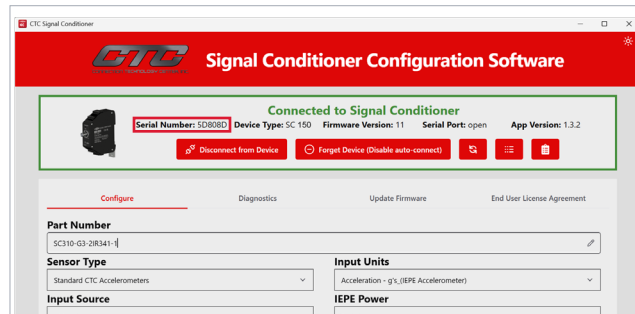 CTC Signal Conditioner
CTC
Signal Conditioner Configuration Software
Connected to Signal Conditioner
Serial Number: 5D808D Device Type: SC 150 Firmware Version: 11 Serial Port: open App Version: 1.3.2
Disconnect from Device Forget Device (Disable auto-connect)
Configure Diagnostics Update Firmware End User License Agreement
Part Number
SC310-G3-2IR341-1
Sensor Type Input Units
Standard CTC Accelerometers Acceleration - g's_(IEPE Accelerometer)
Input Source IEPE Power